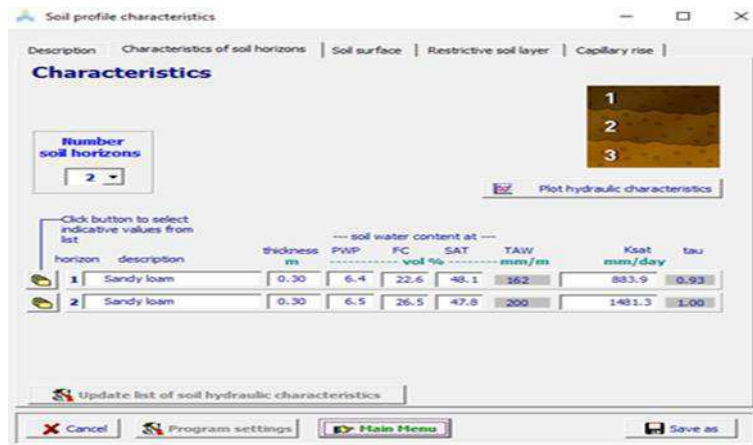 Soil profile characteristics
Description Characteristics of soil horizons Soil surface Restrictive soil layer Capillary rise
Characteristics
1
2
3
Number
soil horizons
2
Plot hydraulic characteristics
Click button to select
indicative values from
list
--- soil water content at ---
thickness PWP FC SAT TAW Ksat tau
horizon description m ---------- vol % -------- mm/m mm/day
1 Sandy loam 0.30 6.4 22.6 48.1 162 883.9 0.93
2 Sandy loam 0.30 6.5 26.5 47.8 200 1481.3 1.00
Update list of soil hydraulic characteristics
Cancel Program settings Main Menu Save as